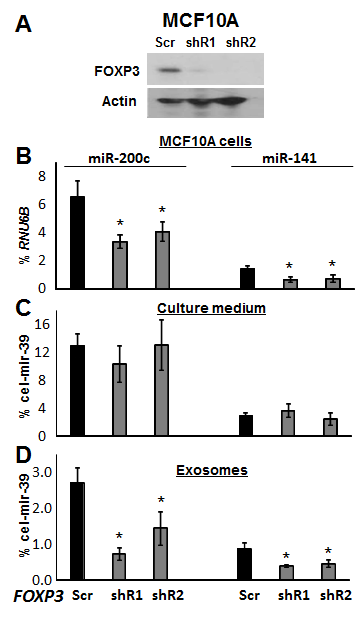 A
MCF10A
Scr shR1 shR2
FOXP3
Actin
B
MCF10A cells
miR-200c miR-141
% RNU6B
8
6
4
2
0
* * * *
C
Culture medium
% cel-mir-39
16
12
8
4
0
D
Exosomes
% cel-mir-39
3.0
2.0
1.0
0.0
* * * *
FOXP3 Scr shR1 shR2 Scr shR1 shR2